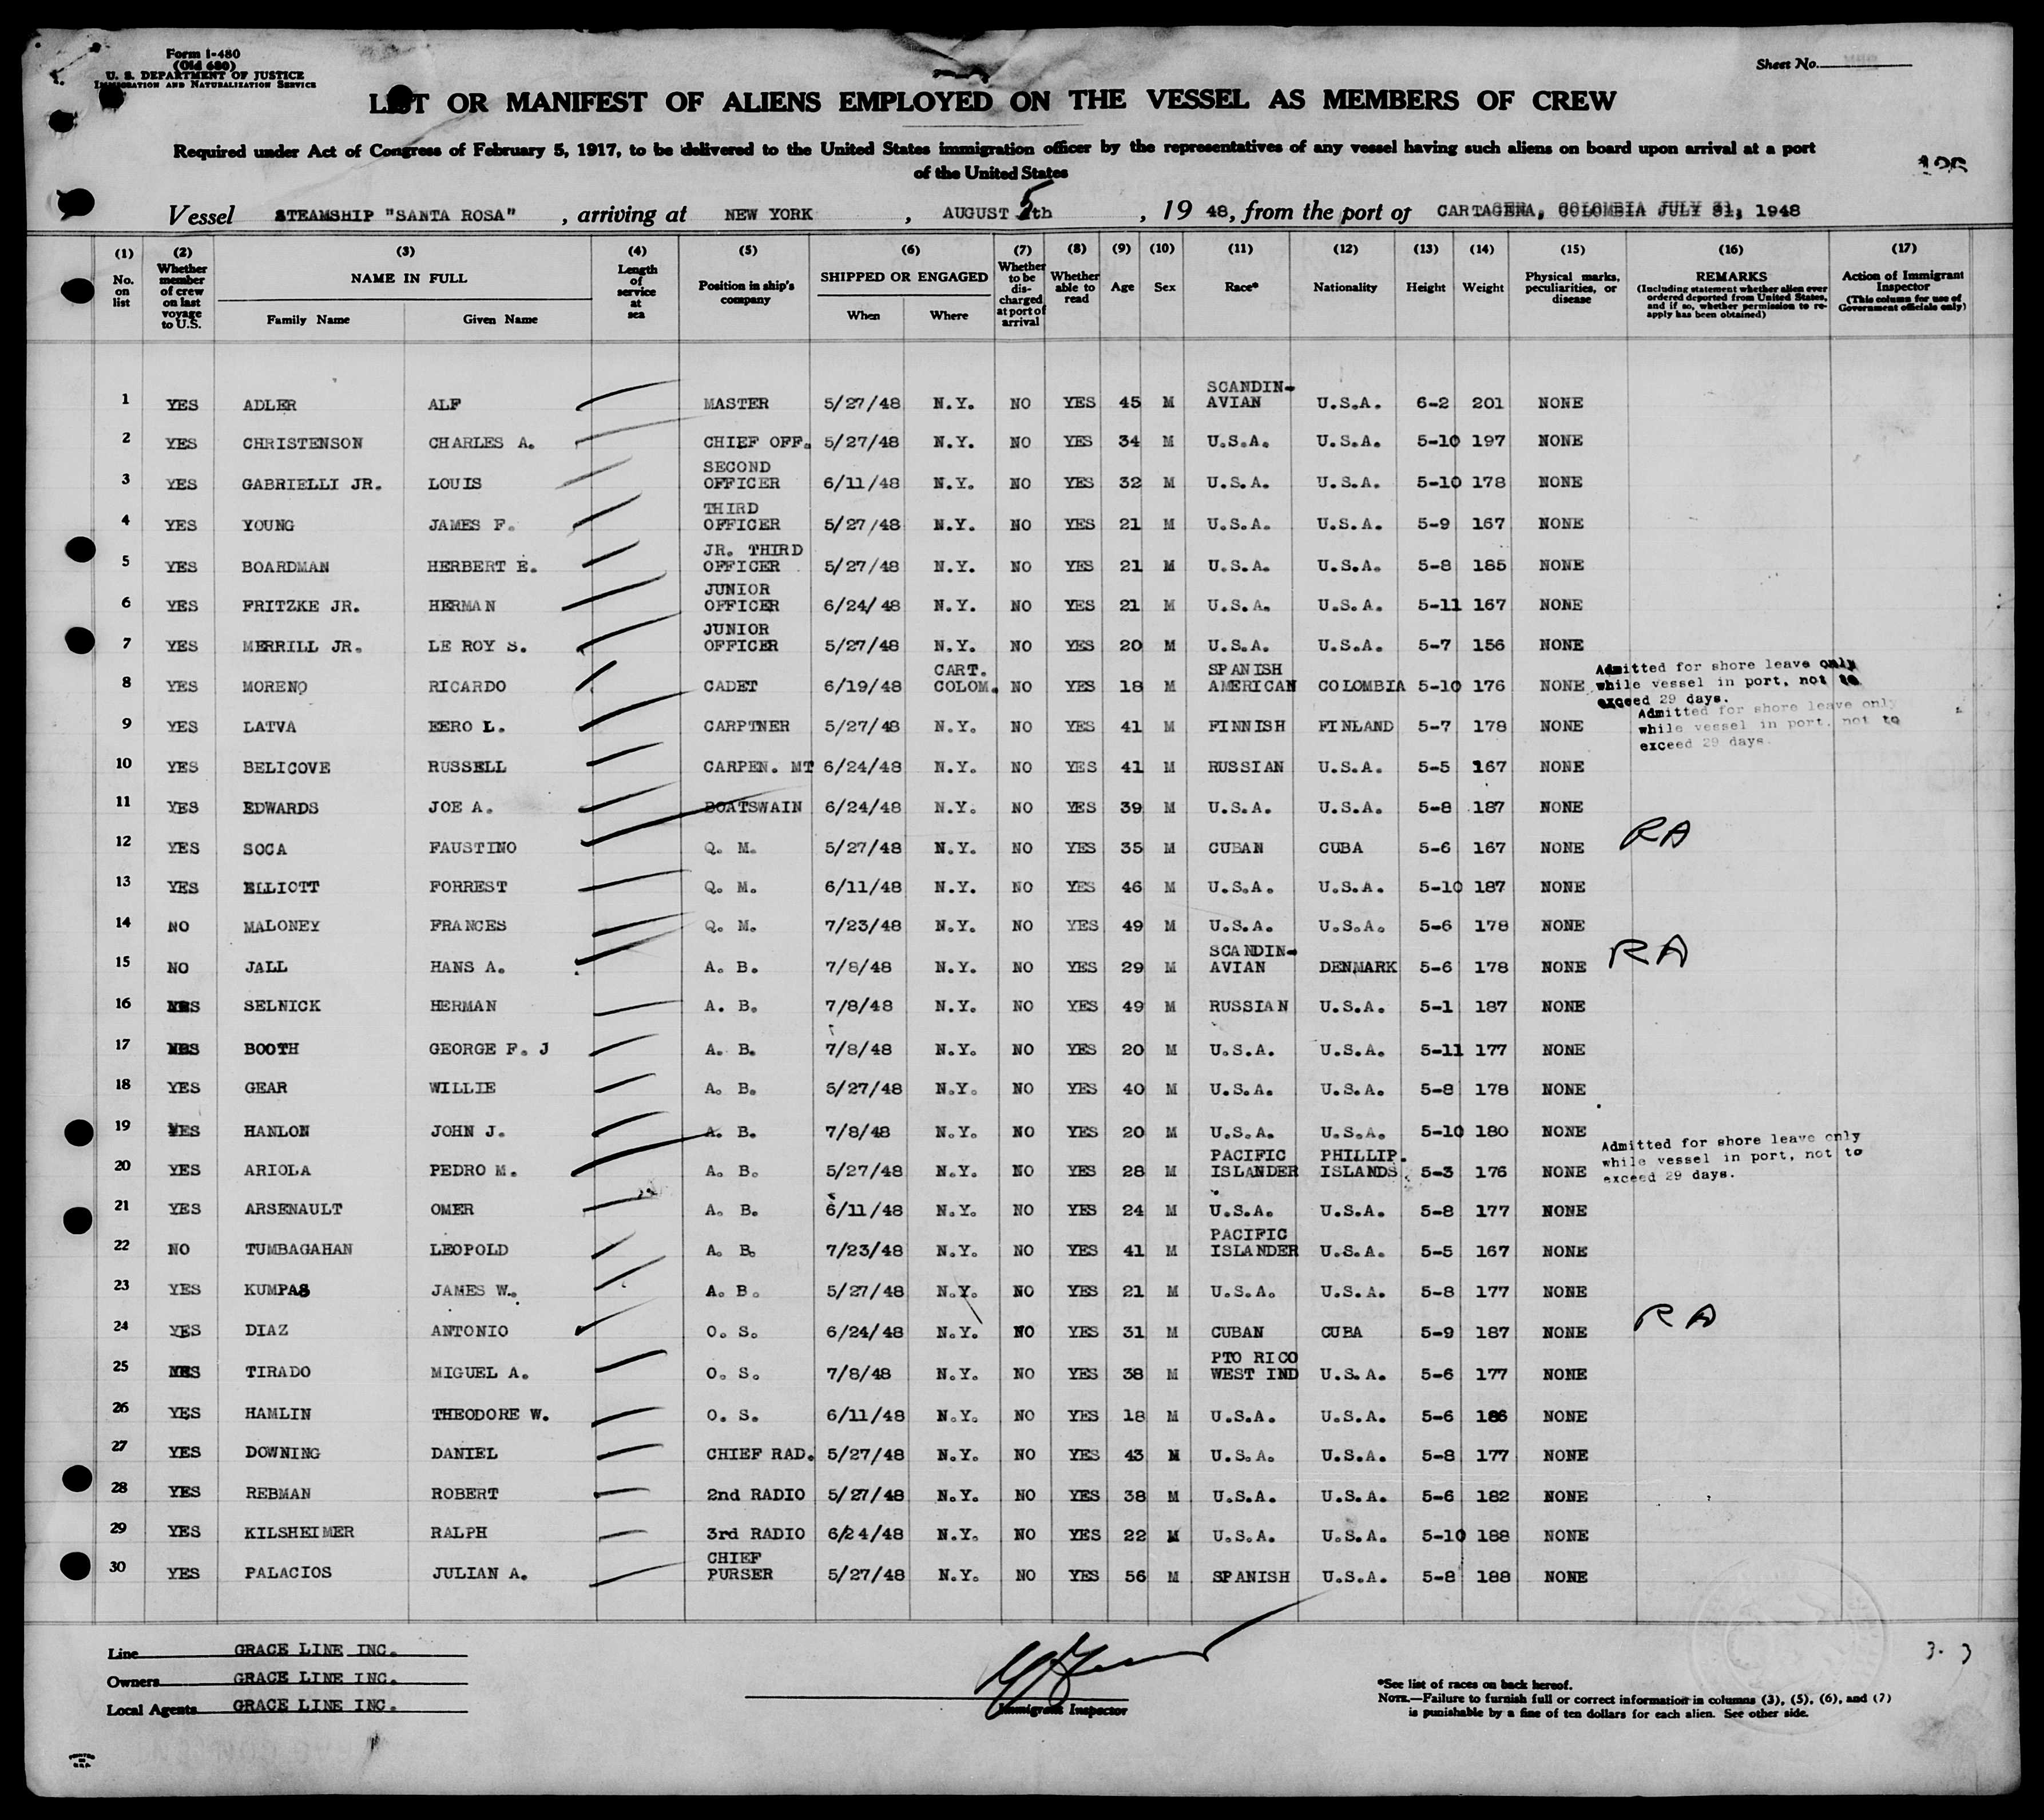 Form I-480
(Old 680)
U. S. DEPARTMENT OF JUSTICE
IMMIGRATION AND NATURALIZATION SERVICE
Sheet No.
LIST OR MANIFEST OF ALIENS EMPLOYED ON THE VESSEL AS MEMBERS OF CREW
Required under Act of Congress of February 5, 1917, to be delivered to the United States immigration officer by the representatives of any vessel having such aliens on board upon arrival at a port
of the United States
Vessel STEAMSHIP "SANTA ROSA", arriving at NEW YORK, AUGUST 5th, 19 48, from the port of CARTAGENA, COLOMBIA JULY 31, 1948
(1) (2) (3) (4) (5) (6) (7) (8) (9) (10) (11) (12) (13) (14) (15) (16) (17)
No. on list
Whether member of crew on last voyage to U.S.
NAME IN FULL
Family Name Given Name
Length of service at sea
Position in ship's company
SHIPPED OR ENGAGED
When Where
Whether to be discharged at port of arrival
Whether able to read
Age
Sex
Race*
Nationality
Height
Weight
Physical marks, peculiarities, or disease
REMARKS
(Including statement whether alien ever ordered deported from United States, and if so, whether permission to re-apply has been obtained)
Action of Immigrant Inspector
(This column for use of Government officials only)
1 YES ADLER ALF MASTER 5/27/48 N.Y. NO YES 45 M SCANDIN-AVIAN U.S.A. 6-2 201 NONE
2 YES CHRISTENSON CHARLES A. CHIEF OFF. 5/27/48 N.Y. NO YES 34 M U.S.A. U.S.A. 5-10 197 NONE
3 YES GABRIELLI JR. LOUIS SECOND OFFICER 6/11/48 N.Y. NO YES 32 M U.S.A. U.S.A. 5-10 178 NONE
4 YES YOUNG JAMES F. THIRD OFFICER 5/27/48 N.Y. NO YES 21 M U.S.A. U.S.A. 5-9 167 NONE
5 YES BOARDMAN HERBERT E. JR. THIRD OFFICER 5/27/48 N.Y. NO YES 21 M U.S.A. U.S.A. 5-8 185 NONE
6 YES FRITZKE JR. HERMAN JUNIOR OFFICER 6/24/48 N.Y. NO YES 21 M U.S.A. U.S.A. 5-11 167 NONE
7 YES MERRILL JR. LE ROY S. JUNIOR OFFICER 5/27/48 N.Y. NO YES 20 M U.S.A. U.S.A. 5-7 156 NONE
8 YES MORENO RICARDO CADET 6/19/48 CART. COLOM. NO YES 18 M SPANISH AMERICAN COLOMBIA 5-10 176 NONE Admitted for shore leave only while vessel in port, not to exceed 29 days.
9 YES LATVA EERO L. CARPTNER 5/27/48 N.Y. NO YES 41 M FINNISH FINLAND 5-7 178 NONE Admitted for shore leave only while vessel in port, not to exceed 29 days.
10 YES BELICOVE RUSSELL CARPEN. MT 6/24/48 N.Y. NO YES 41 M RUSSIAN U.S.A. 5-5 167 NONE
11 YES EDWARDS JOE A. BOATSWAIN 6/24/48 N.Y. NO YES 39 M U.S.A. U.S.A. 5-8 187 NONE
12 YES SOCA FAUSTINO Q. M. 5/27/48 N.Y. NO YES 35 M CUBAN CUBA 5-6 167 NONE RA
13 YES ELLIOTT FORREST Q. M. 6/11/48 N.Y. NO YES 46 M U.S.A. U.S.A. 5-10 187 NONE
14 NO MALONEY FRANCES Q. M. 7/23/48 N.Y. NO YES 49 M U.S.A. U.S.A. 5-6 178 NONE
15 NO JALL HANS A. A. B. 7/8/48 N.Y. NO YES 29 M SCANDIN-AVIAN DENMARK 5-6 178 NONE RA
16 YES SELNICK HERMAN A. B. 7/8/48 N.Y. NO YES 49 M RUSSIAN U.S.A. 5-1 187 NONE
17 YES BOOTH GEORGE F. J A. B. 7/8/48 N.Y. NO YES 20 M U.S.A. U.S.A. 5-11 177 NONE
18 YES GEAR WILLIE A. B. 5/27/48 N.Y. NO YES 40 M U.S.A. U.S.A. 5-8 178 NONE
19 YES HANLON JOHN J. A. B. 7/8/48 N.Y. NO YES 20 M U.S.A. U.S.A. 5-10 180 NONE
20 YES ARIOLA PEDRO M. A. B. 5/27/48 N.Y. NO YES 28 M PACIFIC ISLANDER PHILLIP. ISLANDS 5-3 176 NONE Admitted for shore leave only while vessel in port, not to exceed 29 days.
21 YES ARSENAULT OMER A. B. 6/11/48 N.Y. NO YES 24 M U.S.A. U.S.A. 5-8 177 NONE
22 NO TUMBAGAHAN LEOPOLD A. B. 7/23/48 N.Y. NO YES 41 M PACIFIC ISLANDER U.S.A. 5-5 167 NONE
23 YES KUMPAS JAMES W. A. B. 5/27/48 N.Y. NO YES 21 M U.S.A. U.S.A. 5-8 177 NONE
24 YES DIAZ ANTONIO O. S. 6/24/48 N.Y. NO YES 31 M CUBAN CUBA 5-9 187 NONE RA
25 YES TIRADO MIGUEL A. O. S. 7/8/48 N.Y. NO YES 38 M PTO RICO WEST IND U.S.A. 5-6 177 NONE
26 YES HAMLIN THEODORE W. O. S. 6/11/48 N.Y. NO YES 18 M U.S.A. U.S.A. 5-6 186 NONE
27 YES DOWNING DANIEL CHIEF RAD. 5/27/48 N.Y. NO YES 43 M U.S.A. U.S.A. 5-8 177 NONE
28 YES REBMAN ROBERT 2nd RADIO 5/27/48 N.Y. NO YES 38 M U.S.A. U.S.A. 5-6 182 NONE
29 YES KILSHEIMER RALPH 3rd RADIO 6/24/48 N.Y. NO YES 22 M U.S.A. U.S.A. 5-10 188 NONE
30 YES PALACIOS JULIAN A. CHIEF PURSER 5/27/48 N.Y. NO YES 56 M SPANISH U.S.A. 5-8 188 NONE
Line GRACE LINE INC.
Owners GRACE LINE INC.
Local Agents GRACE LINE INC.
Immigrant Inspector
*See list of races on back hereof.
NOTE.—Failure to furnish full or correct information in columns (3), (5), (6), and (7)
is punishable by a fine of ten dollars for each alien. See other side.